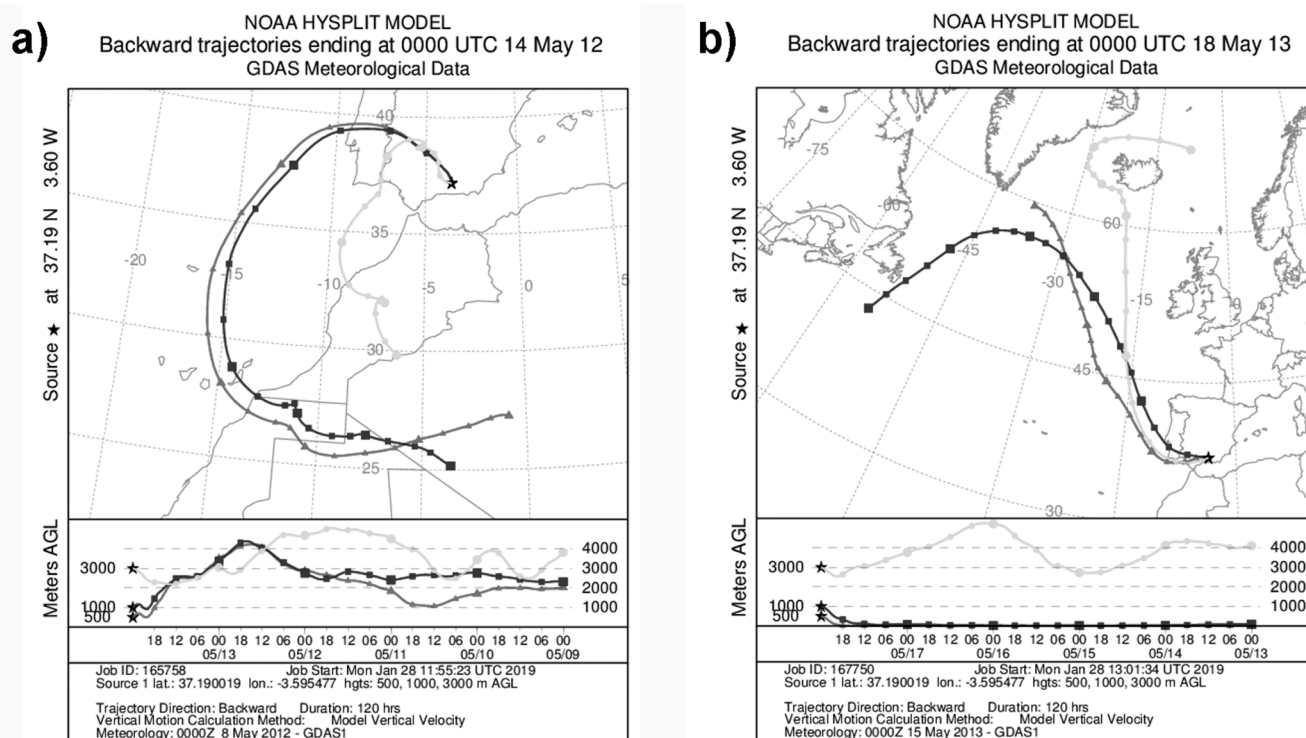 a)
NOAA HYSPLIT MODEL
Backward trajectories ending at 0000 UTC 14 May 12
GDAS Meteorological Data
Source ★ at 37.19 N 3.60 W
40
35
-20
-15
-10
-5
0
5
30
25
Meters AGL
3000
1000
500
4000
3000
2000
1000
18 12 06 00 18 12 06 00 18 12 06 00 18 12 06 00 18 12 06 00
05/13 05/12 05/11 05/10 05/09
Job ID: 165758 Job Start: Mon Jan 28 11:55:23 UTC 2019
Source 1 lat.: 37.190019 lon.: -3.595477 hgts: 500, 1000, 3000 m AGL
Trajectory Direction: Backward Duration: 120 hrs
Vertical Motion Calculation Method: Model Vertical Velocity
Meteorology: 0000Z 8 May 2012 - GDAS1
b)
NOAA HYSPLIT MODEL
Backward trajectories ending at 0000 UTC 18 May 13
GDAS Meteorological Data
Source ★ at 37.19 N 3.60 W
-75
-60
60
-45
-30
-15
0
45
30
Meters AGL
3000
1000
500
4000
3000
2000
1000
18 12 06 00 18 12 06 00 18 12 06 00 18 12 06 00 18 12 06 00
05/17 05/16 05/15 05/14 05/13
Job ID: 167750 Job Start: Mon Jan 28 13:01:34 UTC 2019
Source 1 lat.: 37.190019 lon.: -3.595477 hgts: 500, 1000, 3000 m AGL
Trajectory Direction: Backward Duration: 120 hrs
Vertical Motion Calculation Method: Model Vertical Velocity
Meteorology: 0000Z 15 May 2013 - GDAS1